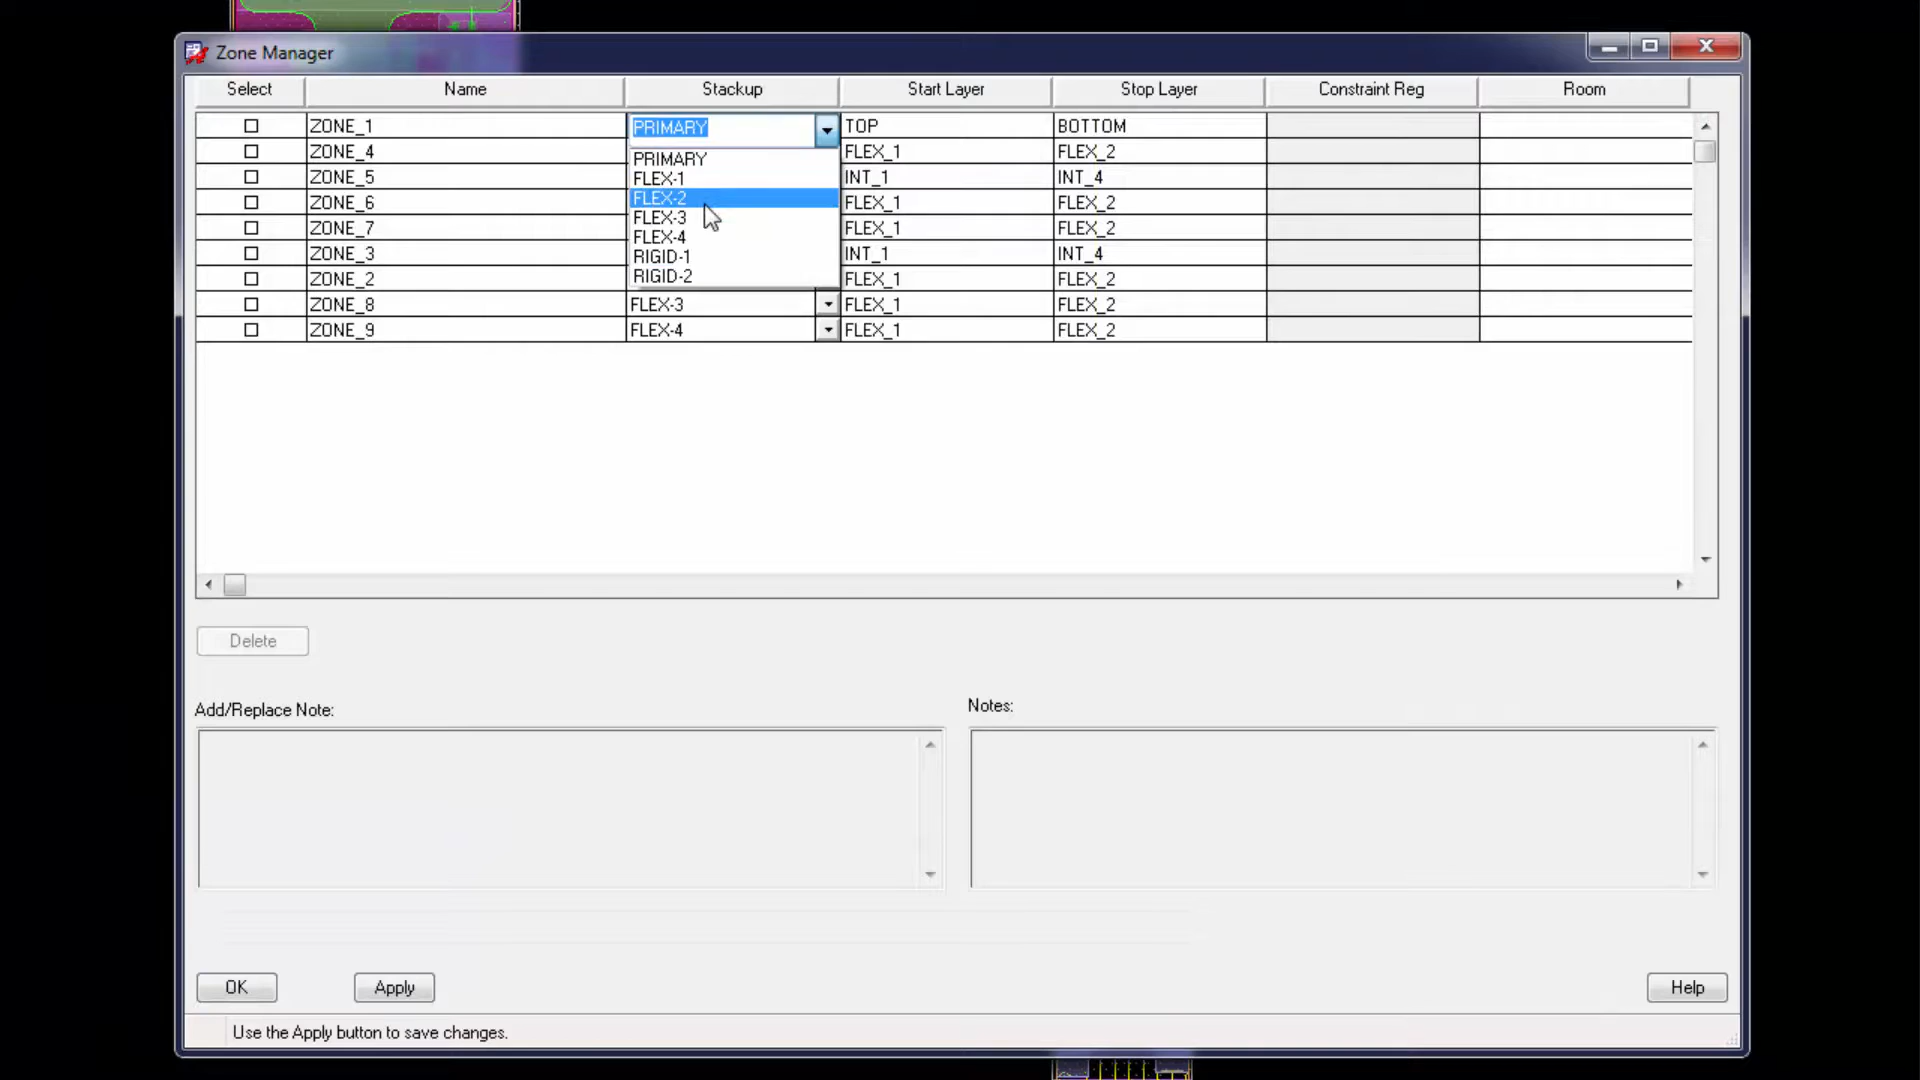 Zone Manager
Select Name Stackup Start Layer Stop Layer Constraint Reg Room
ZONE_1 PRIMARY TOP BOTTOM
ZONE_4 PRIMARY FLEX_1 FLEX_2
ZONE_5 FLEX-1 INT_1 INT_4
ZONE_6 FLEX-2 FLEX_1 FLEX_2
ZONE_7 FLEX-3 FLEX_1 FLEX_2
FLEX-4
ZONE_3 RIGID-1 INT_1 INT_4
ZONE_2 RIGID-2 FLEX_1 FLEX_2
ZONE_8 FLEX-3 FLEX_1 FLEX_2
ZONE_9 FLEX-4 FLEX_1 FLEX_2
Delete
Add/Replace Note:
Notes:
OK Apply Help
Use the Apply button to save changes.